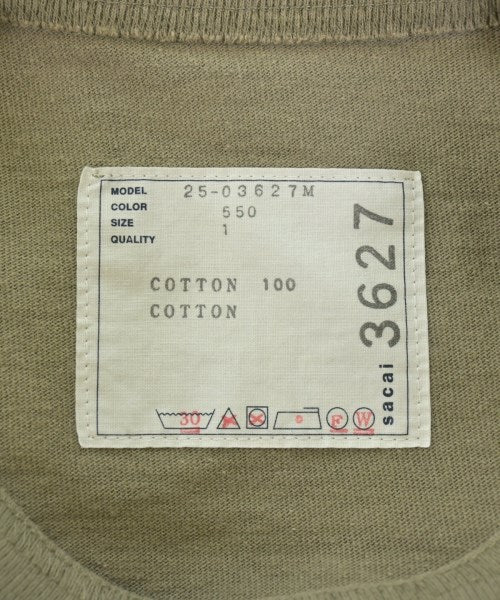 MODEL 25-03627M
COLOR 550
SIZE 1
QUALITY
COTTON 100
COTTON
3627
sacai
30
F W